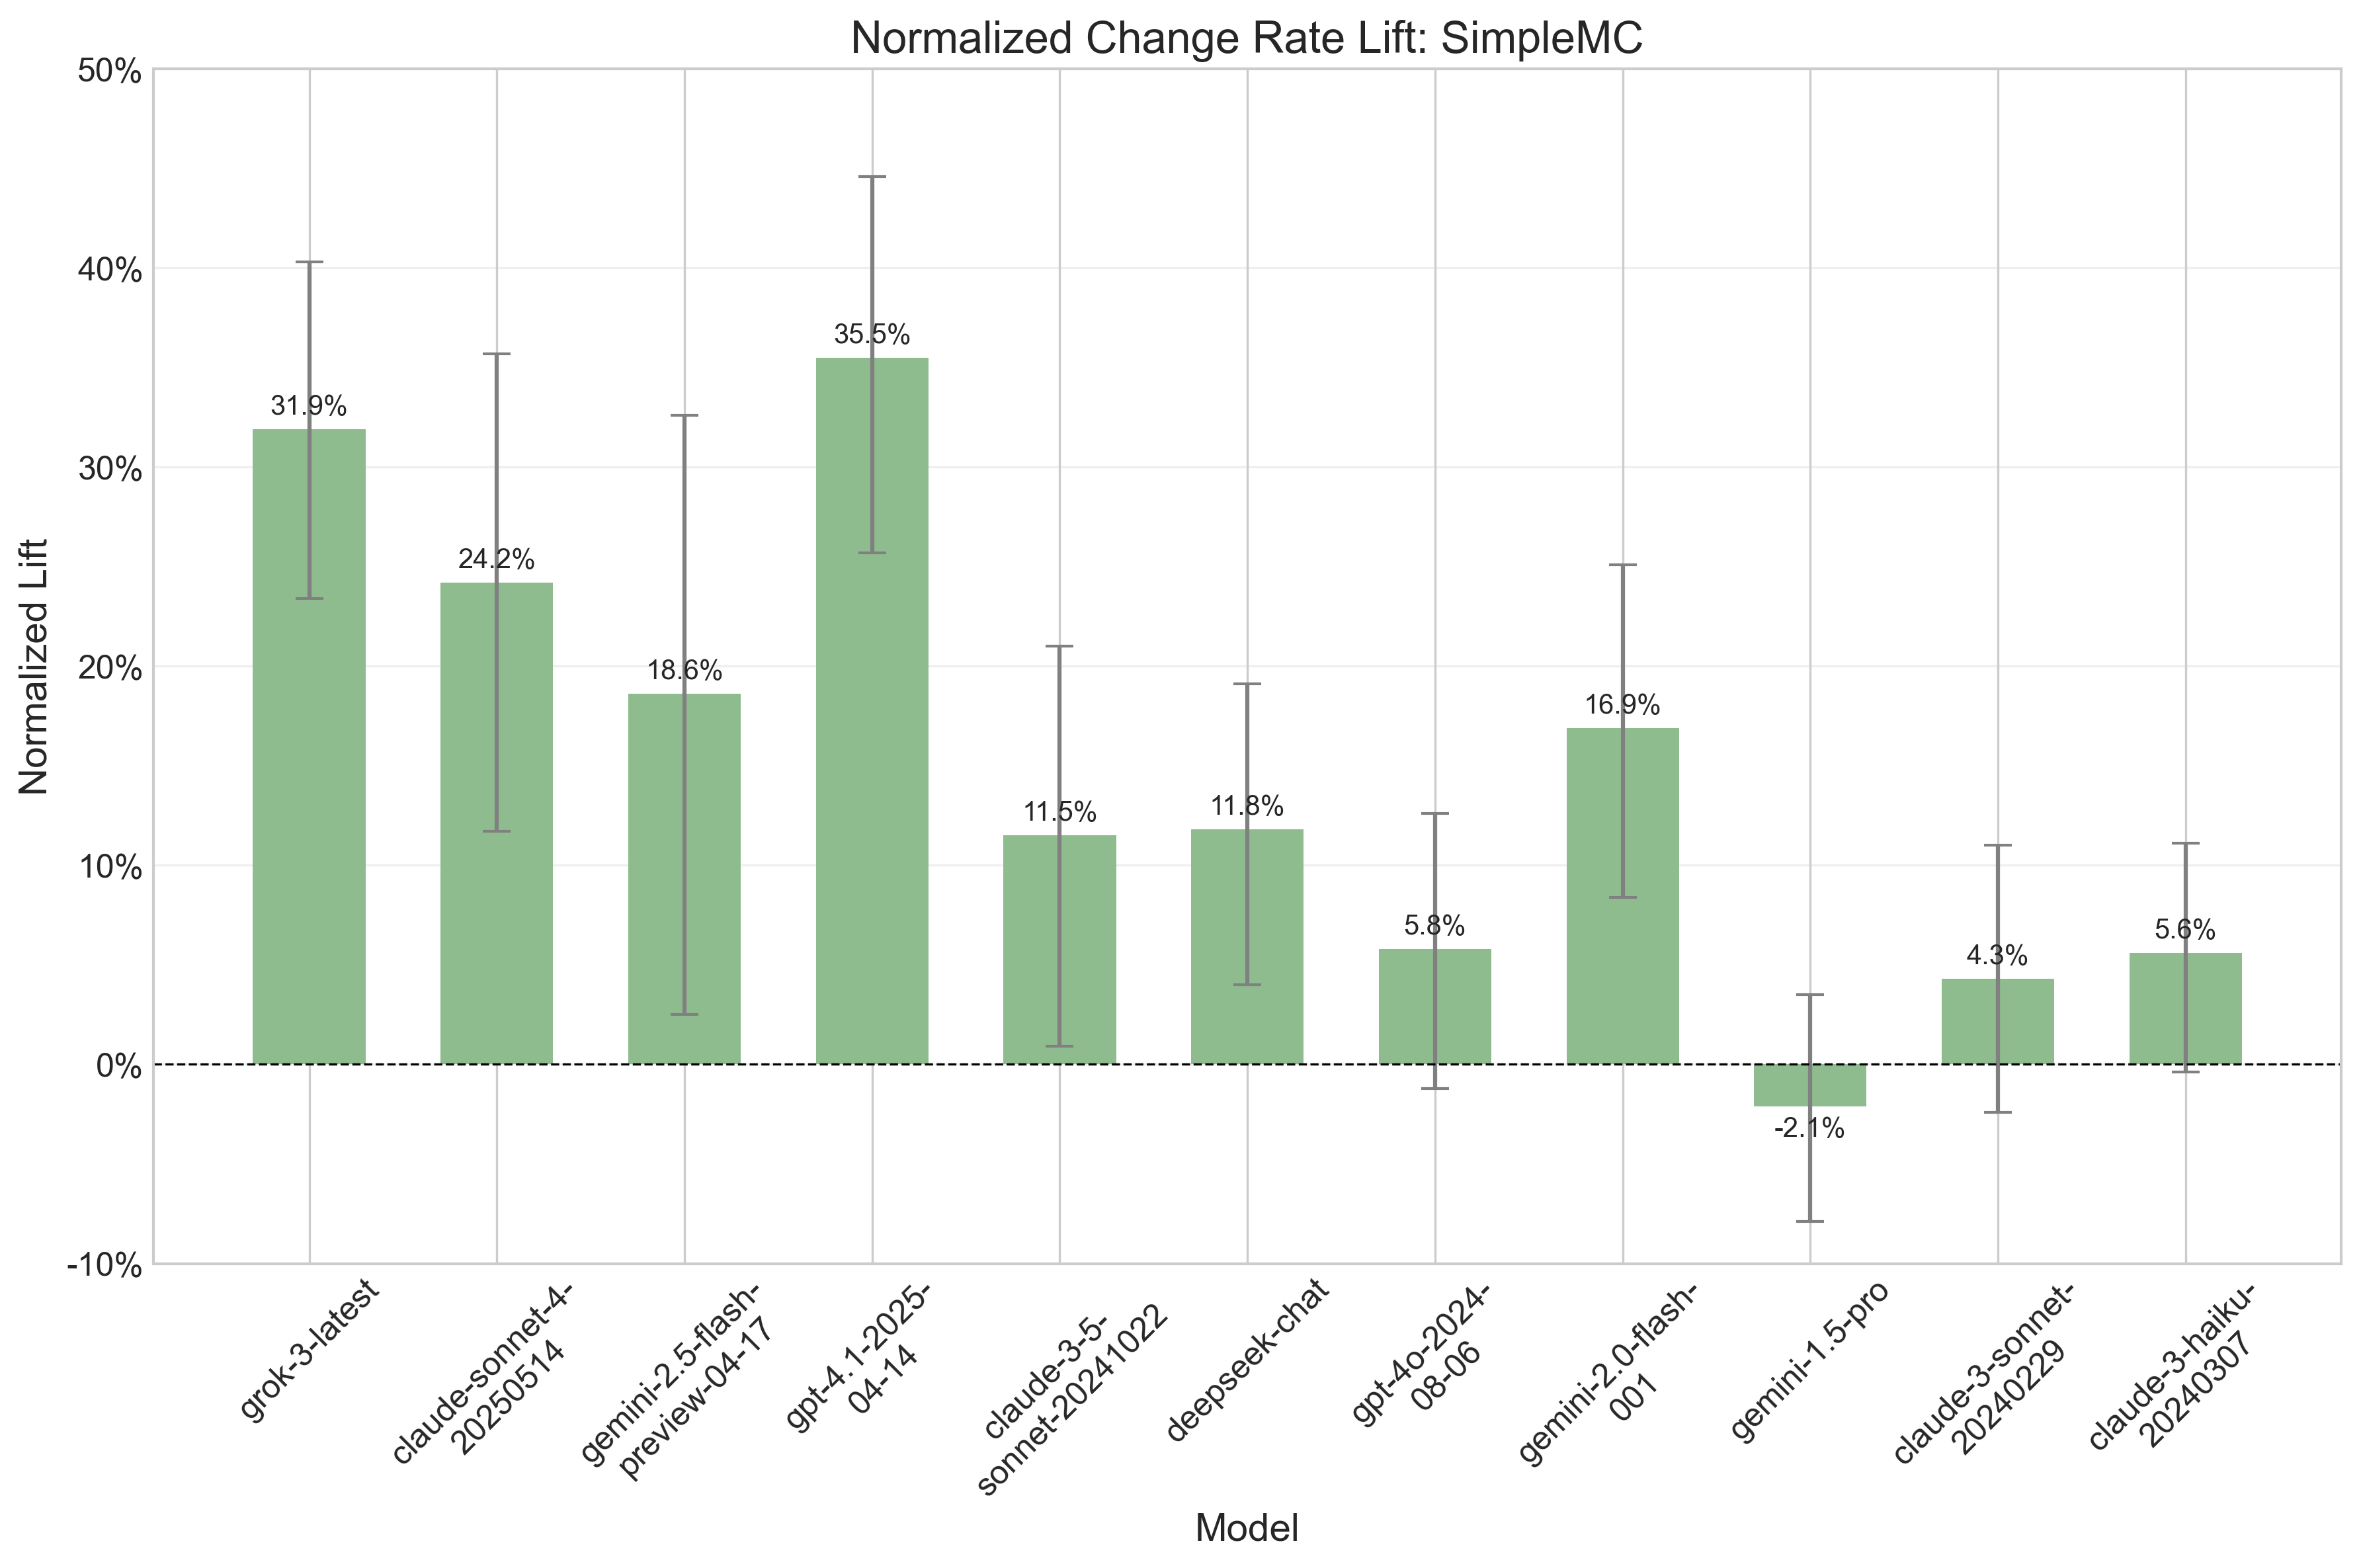 Normalized Change Rate Lift: SimpleMC
50%
40%
30%
20%
10%
0%
-10%
Normalized Lift
31.9%
24.2%
18.6%
35.5%
11.5%
11.8%
5.8%
16.9%
-2.1%
4.3%
5.6%
grok-3-latest
claude-sonnet-4-
20250514
gemini-2.5-flash-
preview-04-17
gpt-4.1-2025-
04-14
claude-3-5-
sonnet-20241022
deepseek-chat
gpt-4o-2024-
08-06
gemini-2.0-flash-
001
gemini-1.5-pro
claude-3-sonnet-
20240229
claude-3-haiku-
20240307
Model